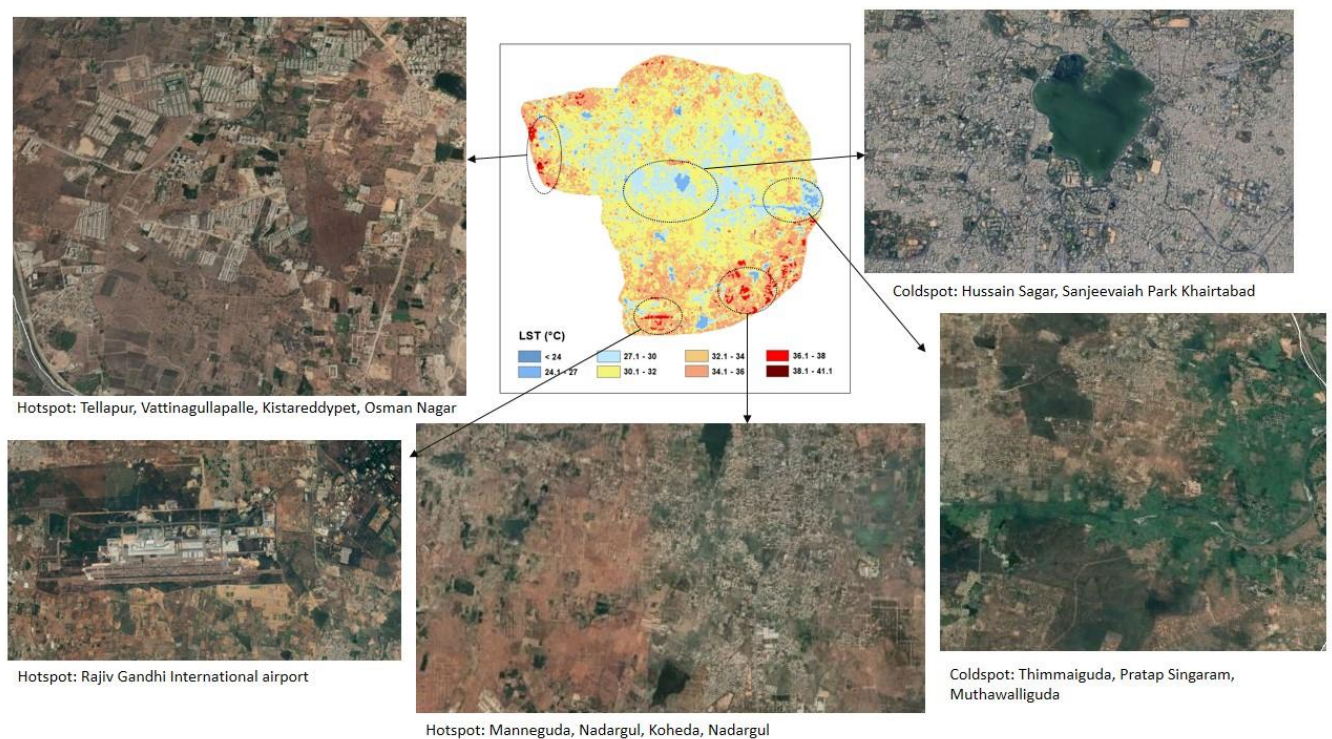 LST (°C)
< 24
27.1 - 30
32.1 - 34
36.1 - 38
24.1 - 27
30.1 - 32
34.1 - 36
38.1 - 41.1
Coldspot: Hussain Sagar, Sanjeevaiah Park Khairtabad
Hotspot: Tellapur, Vattinagullapalle, Kistareddypet, Osman Nagar
Hotspot: Rajiv Gandhi International airport
Coldspot: Thimmaiguda, Pratap Singaram,
Muthawalliguda
Hotspot: Manneguda, Nadargul, Koheda, Nadargul